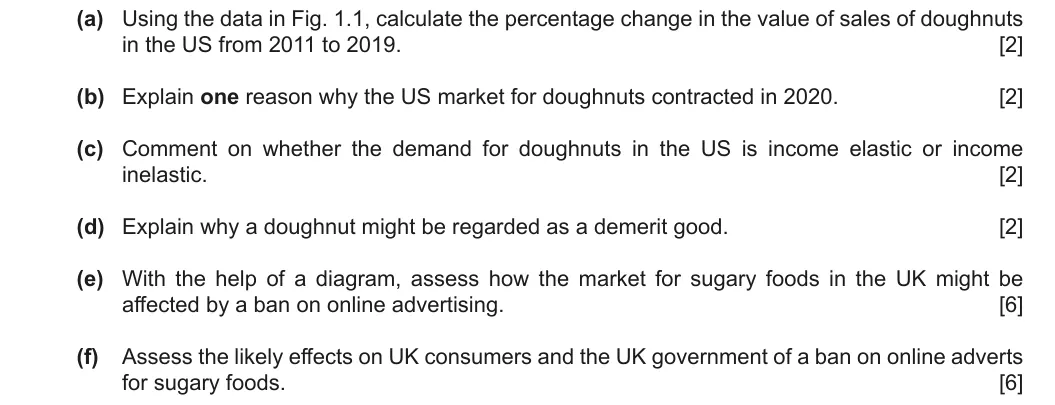 (a) Using the data in Fig. 1.1, calculate the percentage change in the value of sales of doughnuts
in the US from 2011 to 2019. [2]
(b) Explain one reason why the US market for doughnuts contracted in 2020. [2]
(c) Comment on whether the demand for doughnuts in the US is income elastic or income
inelastic. [2]
(d) Explain why a doughnut might be regarded as a demerit good. [2]
(e) With the help of a diagram, assess how the market for sugary foods in the UK might be
affected by a ban on online advertising. [6]
(f) Assess the likely effects on UK consumers and the UK government of a ban on online adverts
for sugary foods. [6]